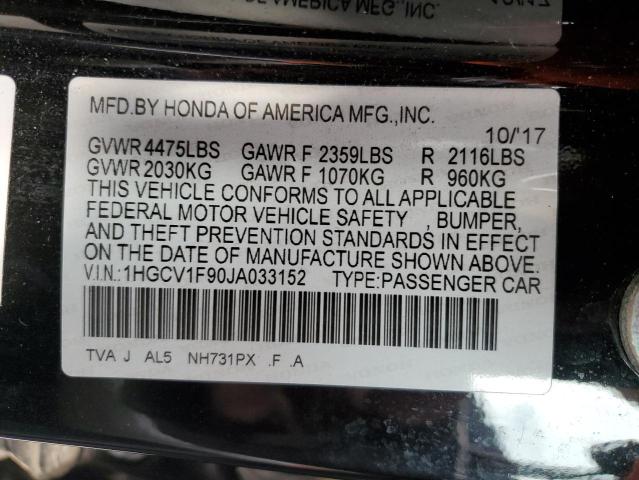 MFD.BY HONDA OF AMERICA MFG.,INC.
10/'17
GVWR 4475LBS GAWR F 2359LBS R 2116LBS
GVWR 2030KG GAWR F 1070KG R 960KG
THIS VEHICLE CONFORMS TO ALL APPLICABLE
FEDERAL MOTOR VEHICLE SAFETY , BUMPER,
AND THEFT PREVENTION STANDARDS IN EFFECT
ON THE DATE OF MANUFACTURE SHOWN ABOVE.
V.I.N.:1HGCV1F90JA033152 TYPE:PASSENGER CAR
TVA J AL5 NH731PX .F .A